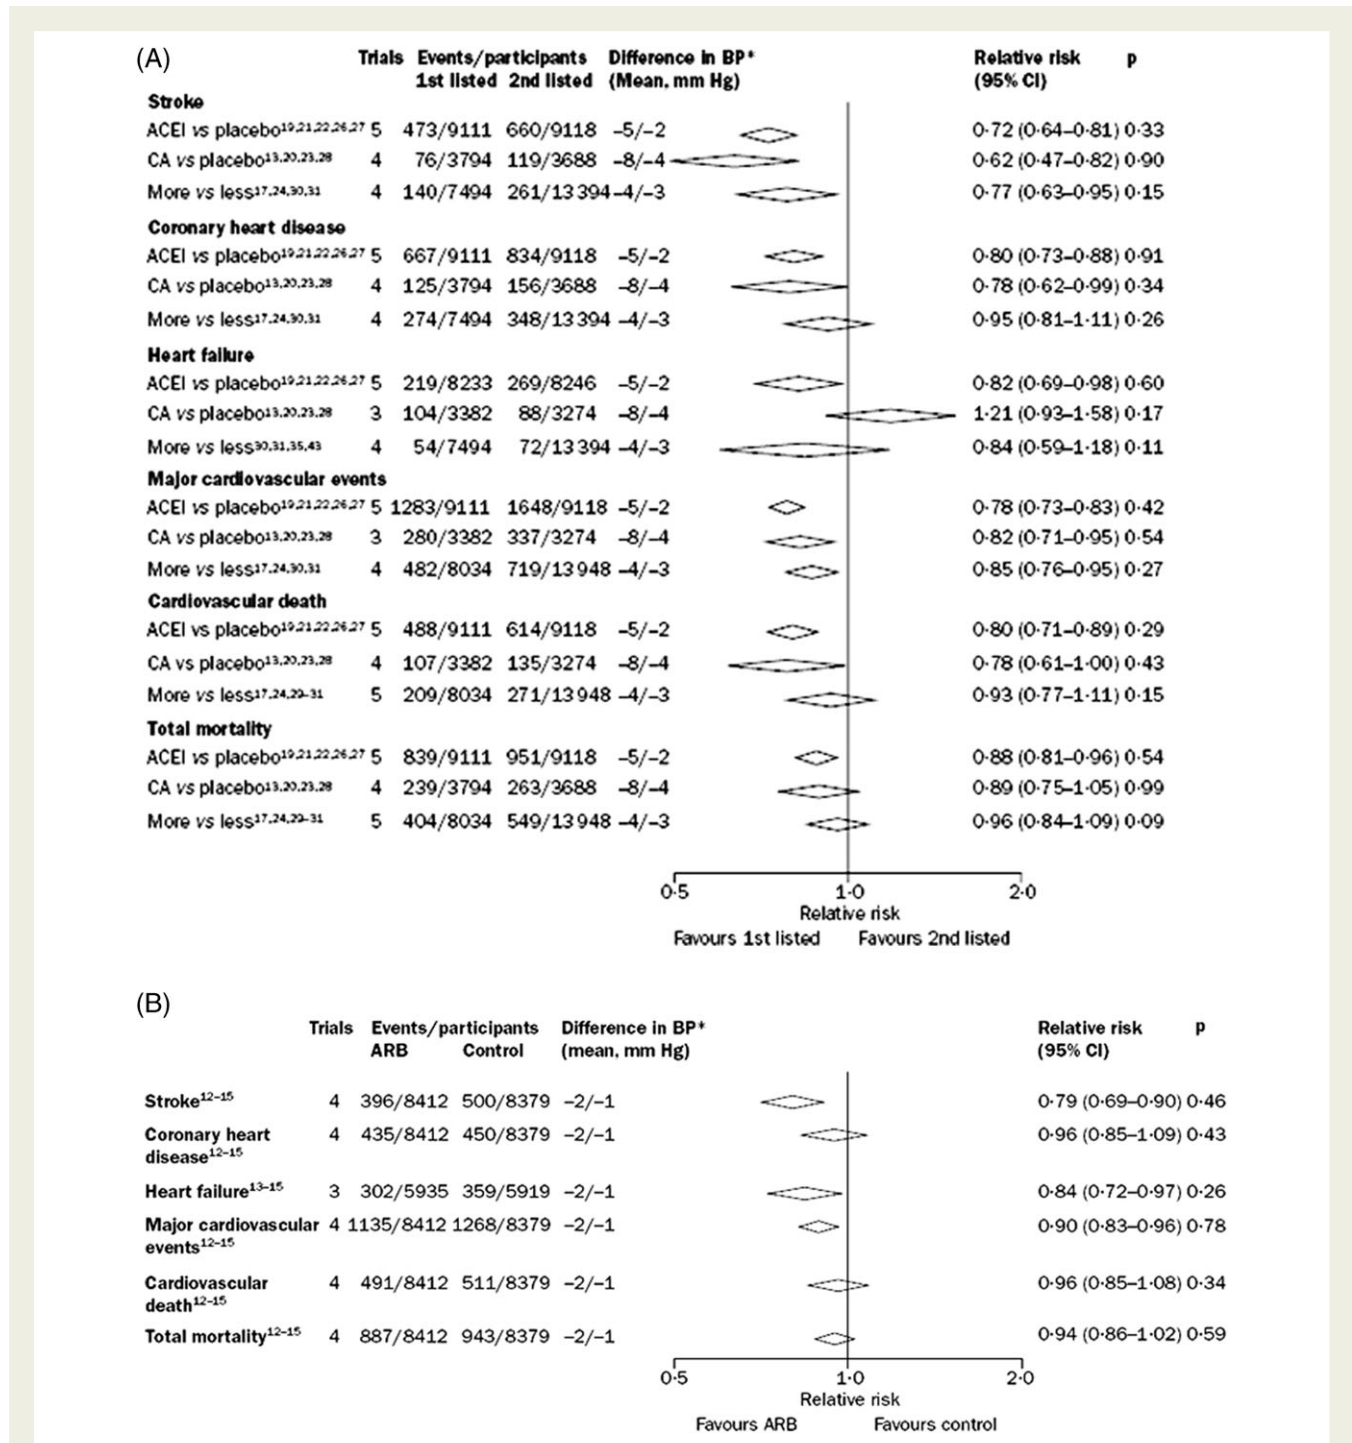 (A)
Trials Events/participants Difference in BP* Relative risk p
1st listed 2nd listed (Mean, mm Hg) (95% CI)
Stroke
ACEI vs placebo19,21,22,26,27 5 473/9111 660/9118 –5/–2 0·72 (0·64–0·81) 0·33
CA vs placebo13,20,23,28 4 76/3794 119/3688 –8/–4 0·62 (0·47–0·82) 0·90
More vs less17,24,30,31 4 140/7494 261/13 394 –4/–3 0·77 (0·63–0·95) 0·15
Coronary heart disease
ACEI vs placebo19,21,22,26,27 5 667/9111 834/9118 –5/–2 0·80 (0·73–0·88) 0·91
CA vs placebo13,20,23,28 4 125/3794 156/3688 –8/–4 0·78 (0·62–0·99) 0·34
More vs less17,24,30,31 4 274/7494 348/13 394 –4/–3 0·95 (0·81–1·11) 0·26
Heart failure
ACEI vs placebo19,21,22,26,27 5 219/8233 269/8246 –5/–2 0·82 (0·69–0·98) 0·60
CA vs placebo13,20,23,28 3 104/3382 88/3274 –8/–4 1·21 (0·93–1·58) 0·17
More vs less30,31,35,43 4 54/7494 72/13 394 –4/–3 0·84 (0·59–1·18) 0·11
Major cardiovascular events
ACEI vs placebo19,21,22,26,27 5 1283/9111 1648/9118 –5/–2 0·78 (0·73–0·83) 0·42
CA vs placebo13,20,23,28 3 280/3382 337/3274 –8/–4 0·82 (0·71–0·95) 0·54
More vs less17,24,30,31 4 482/8034 719/13 948 –4/–3 0·85 (0·76–0·95) 0·27
Cardiovascular death
ACEI vs placebo19,21,22,26,27 5 488/9111 614/9118 –5/–2 0·80 (0·71–0·89) 0·29
CA vs placebo13,20,23,28 4 107/3382 135/3274 –8/–4 0·78 (0·61–1·00) 0·43
More vs less17,24,29–31 5 209/8034 271/13 948 –4/–3 0·93 (0·77–1·11) 0·15
Total mortality
ACEI vs placebo19,21,22,26,27 5 839/9111 951/9118 –5/–2 0·88 (0·81–0·96) 0·54
CA vs placebo13,20,23,28 4 239/3794 263/3688 –8/–4 0·89 (0·75–1·05) 0·99
More vs less17,24,29–31 5 404/8034 549/13 948 –4/–3 0·96 (0·84–1·09) 0·09
0·5 1·0 2·0
Relative risk
Favours 1st listed Favours 2nd listed
(B)
Trials Events/participants Difference in BP* Relative risk p
ARB Control (mean, mm Hg) (95% CI)
Stroke12–15 4 396/8412 500/8379 –2/–1 0·79 (0·69–0·90) 0·46
Coronary heart 4 435/8412 450/8379 –2/–1 0·96 (0·85–1·09) 0·43
disease12–15
Heart failure13–15 3 302/5935 359/5919 –2/–1 0·84 (0·72–0·97) 0·26
Major cardiovascular 4 1135/8412 1268/8379 –2/–1 0·90 (0·83–0·96) 0·78
events12–15
Cardiovascular 4 491/8412 511/8379 –2/–1 0·96 (0·85–1·08) 0·34
death12–15
Total mortality12–15 4 887/8412 943/8379 –2/–1 0·94 (0·86–1·02) 0·59
0·5 1·0 2·0
Relative risk
Favours ARB Favours control